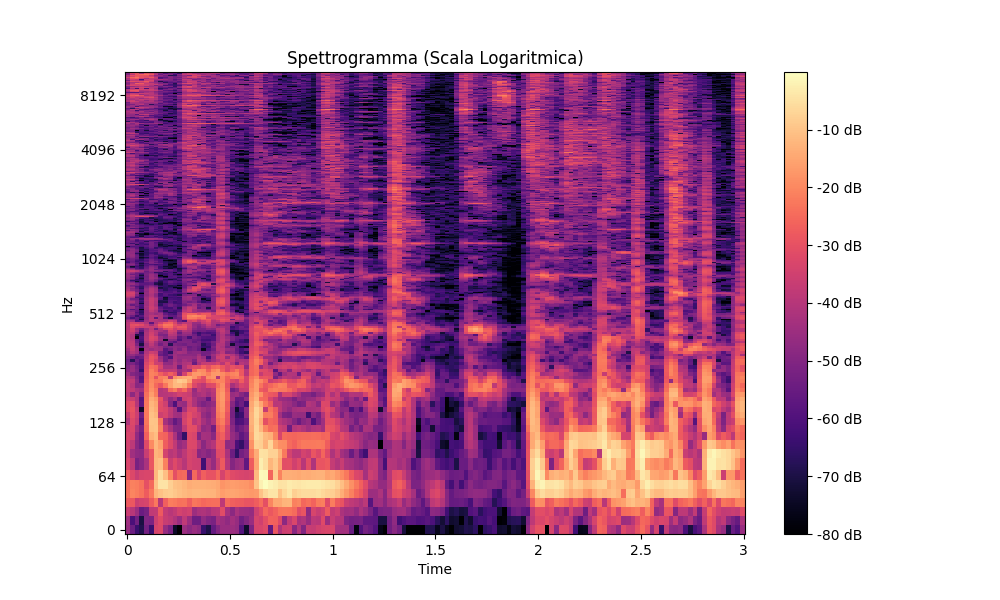 Spettrogramma (Scala Logaritmica)
Hz
8192
4096
2048
1024
512
256
128
64
0
0
0.5
1
1.5
2
2.5
3
Time
-10 dB
-20 dB
-30 dB
-40 dB
-50 dB
-60 dB
-70 dB
-80 dB